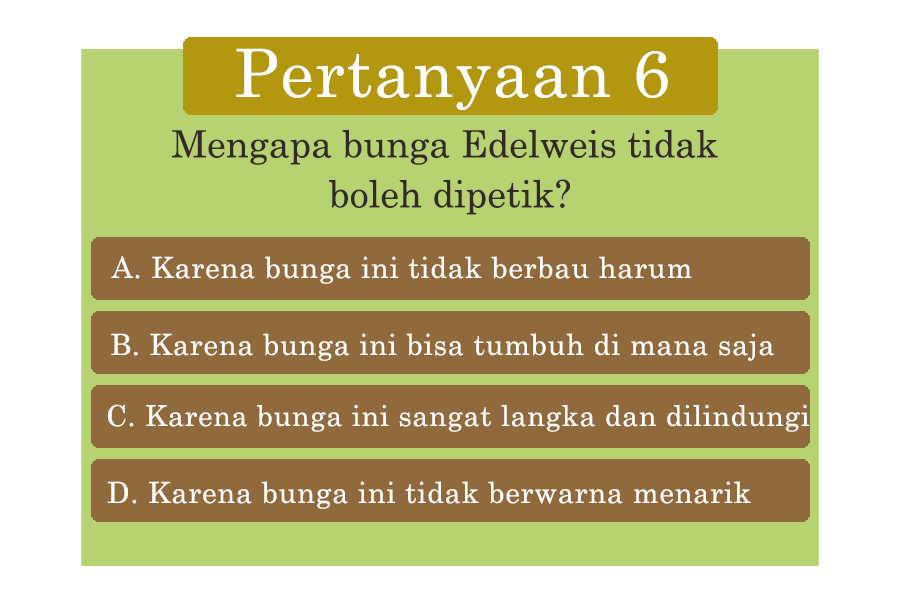 Pertanyaan 6
Mengapa bunga Edelweis tidak
boleh dipetik?
A. Karena bunga ini tidak berbau harum
B. Karena bunga ini bisa tumbuh di mana saja
C. Karena bunga ini sangat langka dan dilindungi
D. Karena bunga ini tidak berwarna menarik